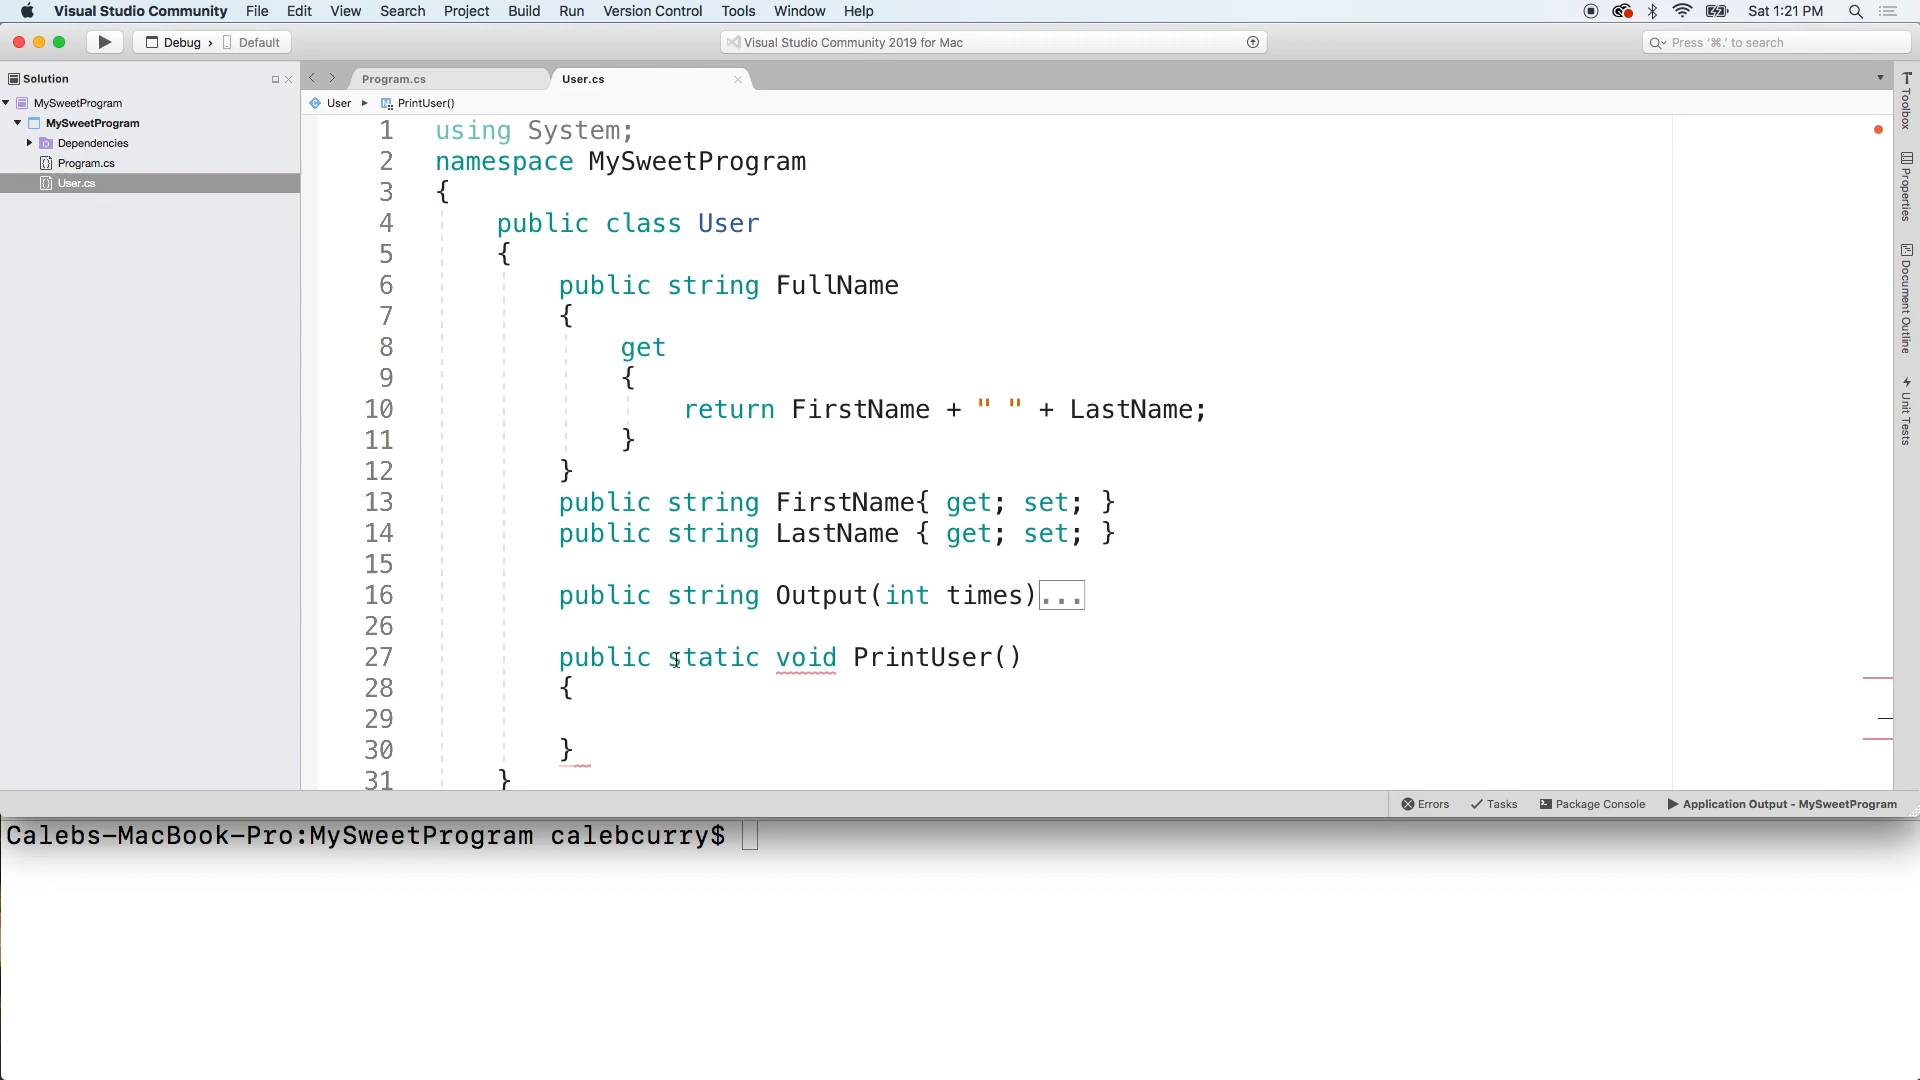 Visual Studio Community File Edit View Search Project Build Run Version Control Tools Window Help Sat 1:21 PM
Debug › Default
Visual Studio Community 2019 for Mac
Press '⌘.' to search
Solution
MySweetProgram
MySweetProgram
Dependencies
Program.cs
User.cs
Program.cs User.cs
User PrintUser()
1 using System;
2 namespace MySweetProgram
3 {
4 public class User
5 {
6 public string FullName
7 {
8 get
9 {
10 return FirstName + " " + LastName;
11 }
12 }
13 public string FirstName{ get; set; }
14 public string LastName { get; set; }
15
16 public string Output(int times)...
26
27 public static void PrintUser()
28 {
29
30 }
31 }
Toolbox
Properties
Document Outline
Unit Tests
Errors Tasks Package Console Application Output - MySweetProgram
Calebs-MacBook-Pro:MySweetProgram calebcurry$